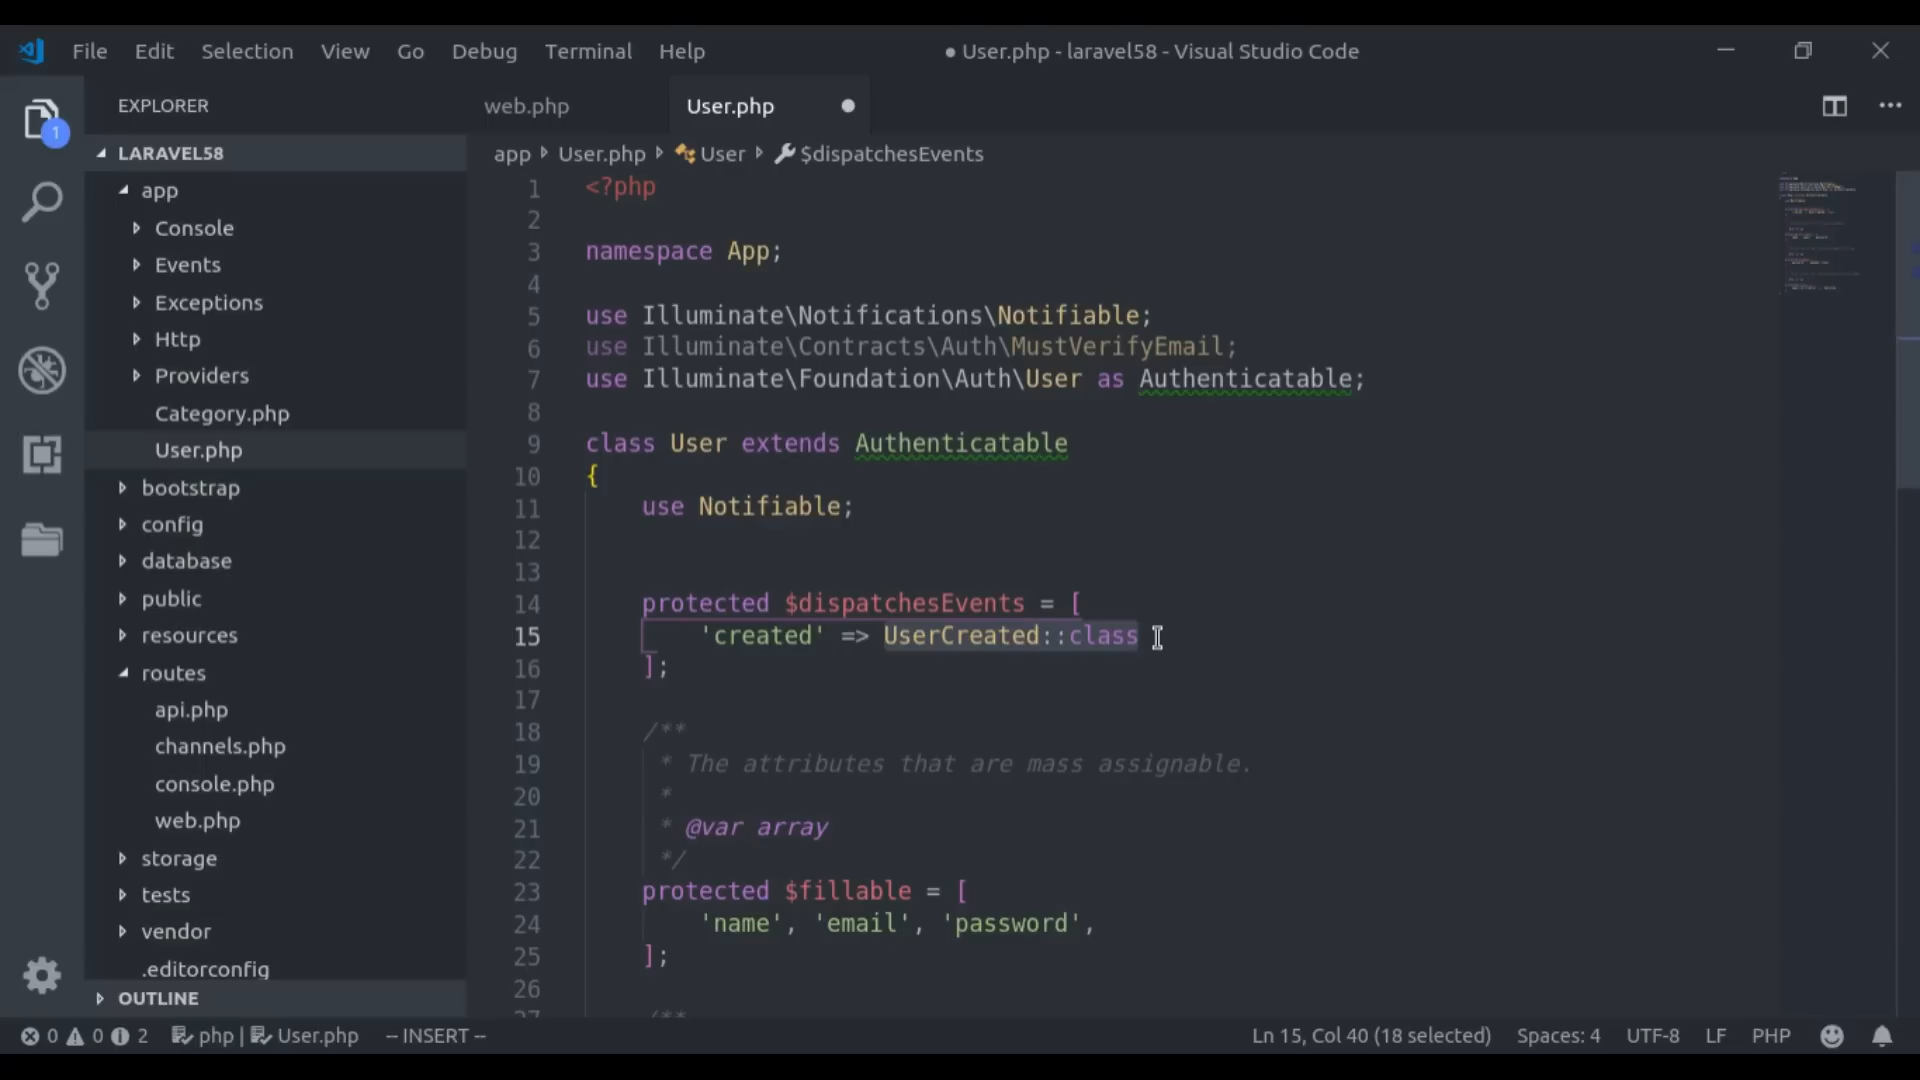 File Edit Selection View Go Debug Terminal Help ● User.php - laravel58 - Visual Studio Code
EXPLORER
web.php User.php
LARAVEL58
app User.php User $dispatchesEvents
app
Console
Events
Exceptions
Http
Providers
Category.php
User.php
bootstrap
config
database
public
resources
routes
api.php
channels.php
console.php
web.php
storage
tests
vendor
.editorconfig
OUTLINE
1
1 <?php
2
3 namespace App;
4
5 use Illuminate\Notifications\Notifiable;
6 use Illuminate\Contracts\Auth\MustVerifyEmail;
7 use Illuminate\Foundation\Auth\User as Authenticatable;
8
9 class User extends Authenticatable
10 {
11 use Notifiable;
12
13
14 protected $dispatchesEvents = [
15 'created' => UserCreated::class
16 ];
17
18 /**
19 * The attributes that are mass assignable.
20 *
21 * @var array
22 */
23 protected $fillable = [
24 'name', 'email', 'password',
25 ];
26
27 /**
0 0 2 php | User.php -- INSERT -- Ln 15, Col 40 (18 selected) Spaces: 4 UTF-8 LF PHP